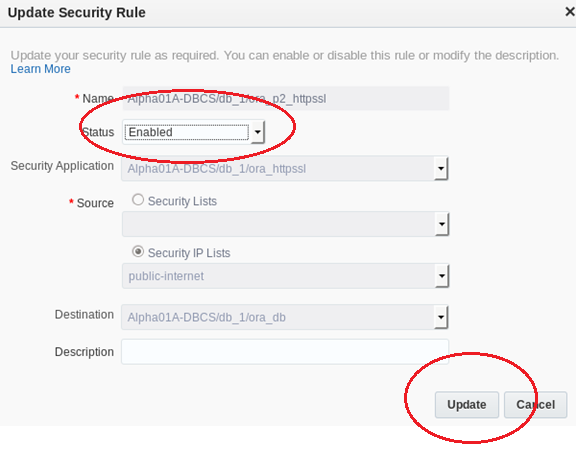 Update Security Rule
Update your security rule as required. You can enable or disable this rule or modify the description.
Learn More
* Name Alpha01A-DBCS/db_1/ora_p2_httpssl
Status Enabled
Security Application Alpha01A-DBCS/db_1/ora_httpssl
* Source Security Lists
Security IP Lists
public-internet
Destination Alpha01A-DBCS/db_1/ora_db
Description
Update Cancel